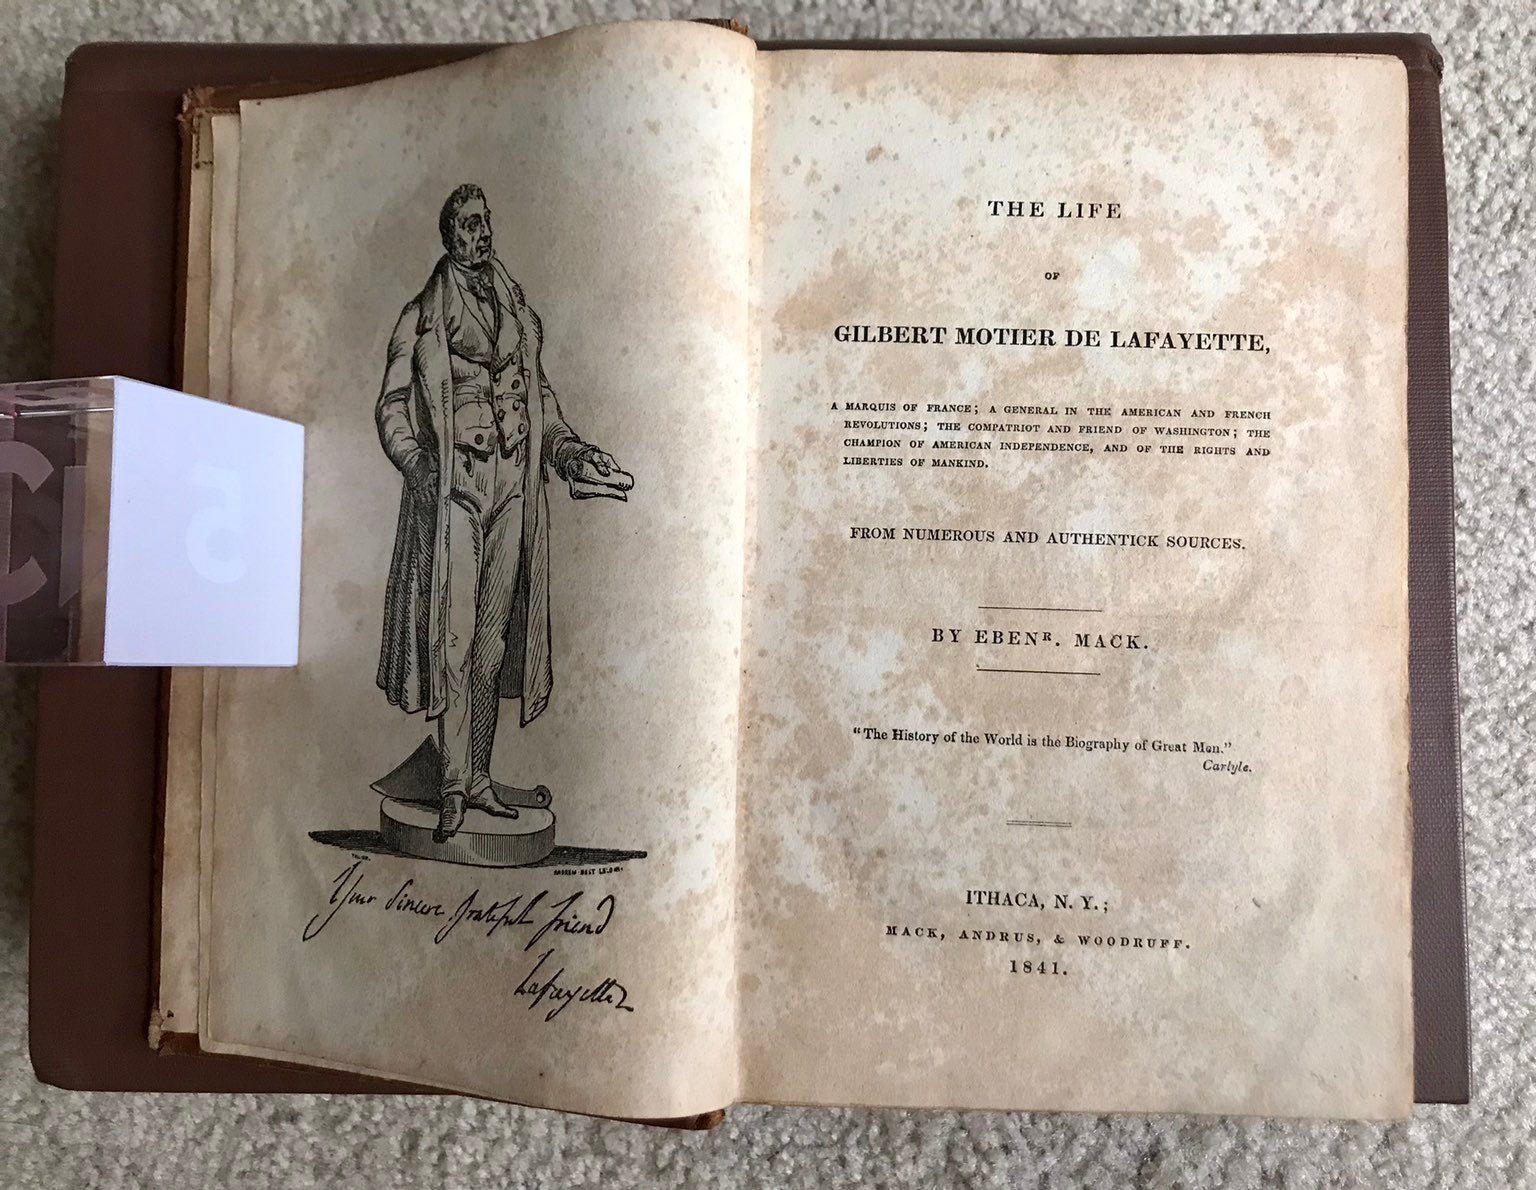 Your Sincere grateful friend
Lafayette
THE LIFE
OF
GILBERT MOTIER DE LAFAYETTE,
A MARQUIS OF FRANCE; A GENERAL IN THE AMERICAN AND FRENCH
REVOLUTIONS; THE COMPATRIOT AND FRIEND OF WASHINGTON; THE
CHAMPION OF AMERICAN INDEPENDENCE, AND OF THE RIGHTS AND
LIBERTIES OF MANKIND.
FROM NUMEROUS AND AUTHENTICK SOURCES.
BY EBENᴿ. MACK.
"The History of the World is the Biography of Great Men."
Carlyle.
ITHACA, N. Y.;
MACK, ANDRUS, & WOODRUFF.
1841.